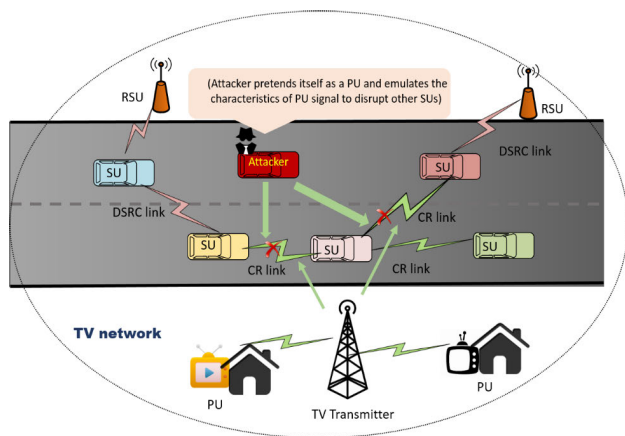 (Attacker pretends itself as a PU and emulates the
characteristics of PU signal to disrupt other SUs)
RSU
RSU
Attacker
SU
SU
DSRC link
DSRC link
CR link
SU
SU
SU
CR link
CR link
TV network
PU
TV Transmitter
PU